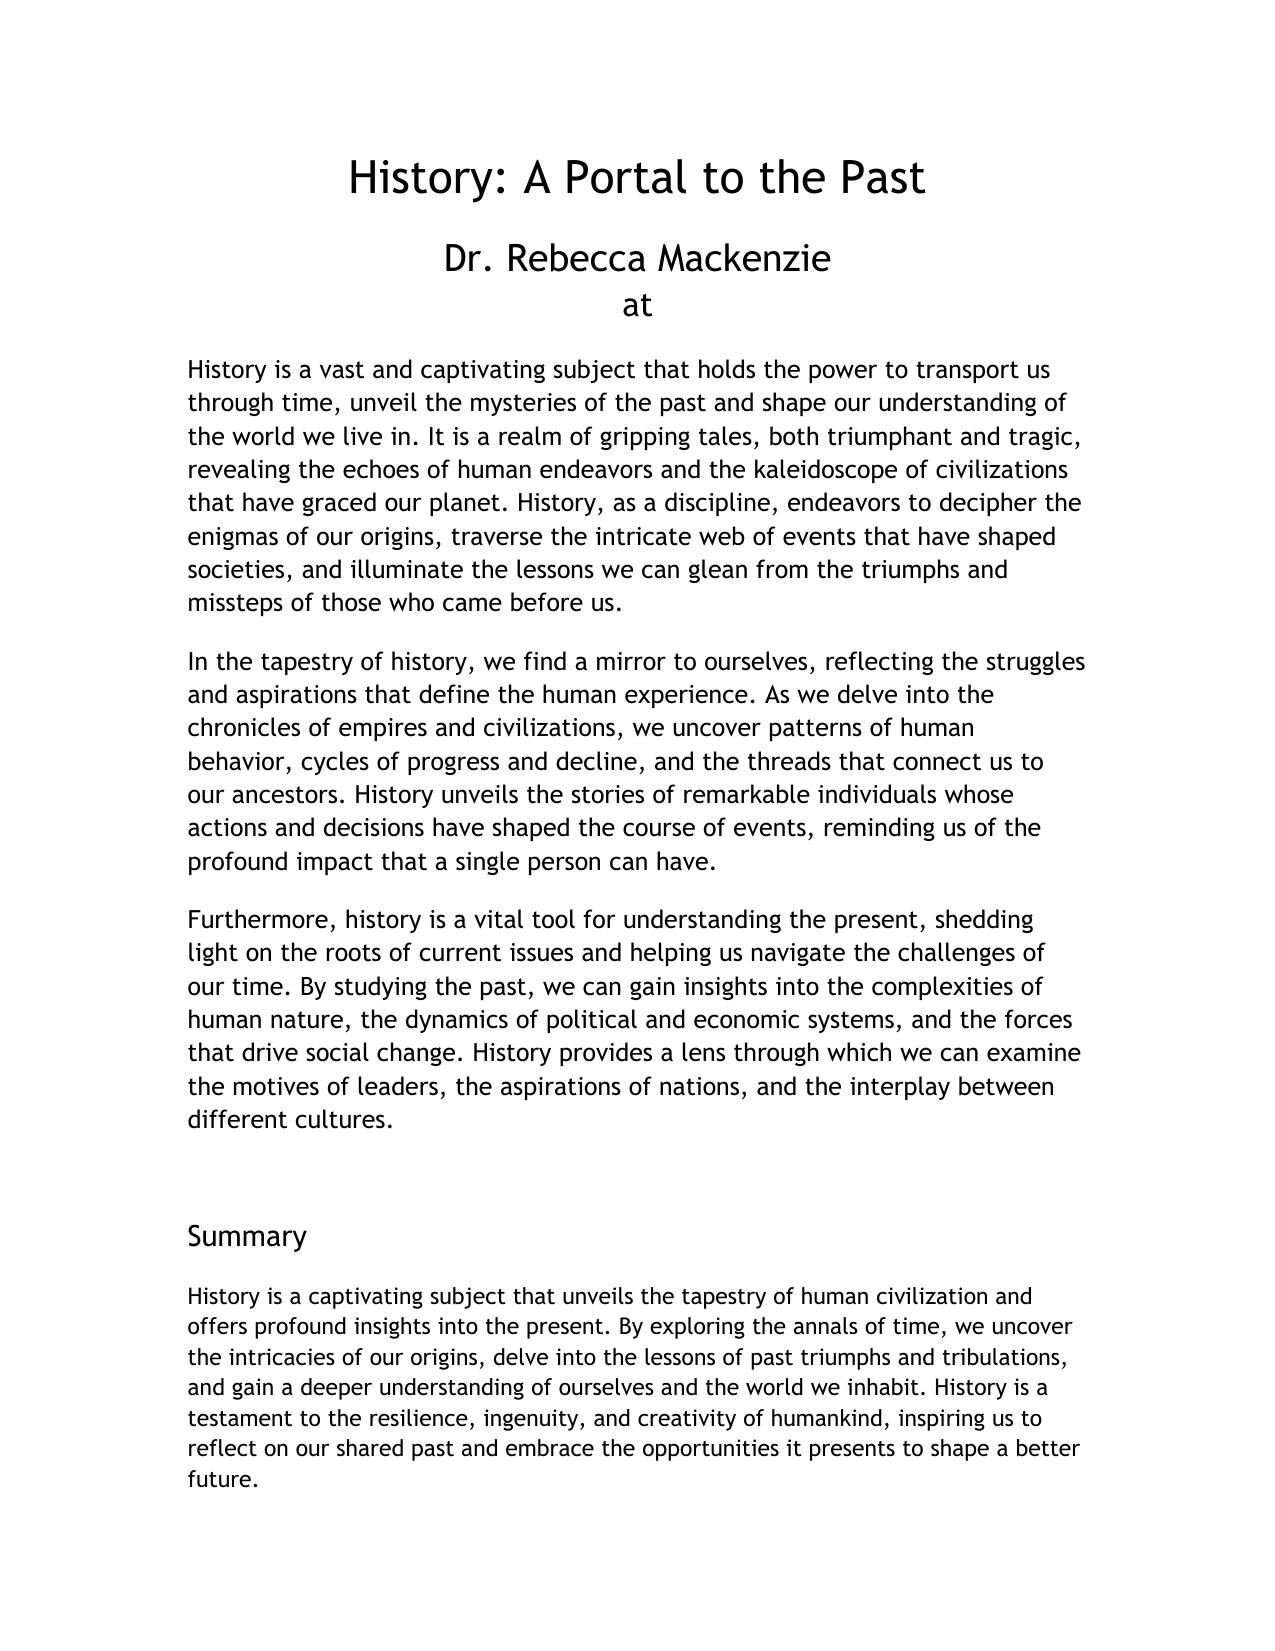 History: A Portal to the Past
Dr. Rebecca Mackenzie
at
History is a vast and captivating subject that holds the power to transport us
through time, unveil the mysteries of the past and shape our understanding of
the world we live in. It is a realm of gripping tales, both triumphant and tragic,
revealing the echoes of human endeavors and the kaleidoscope of civilizations
that have graced our planet. History, as a discipline, endeavors to decipher the
enigmas of our origins, traverse the intricate web of events that have shaped
societies, and illuminate the lessons we can glean from the triumphs and
missteps of those who came before us.
In the tapestry of history, we find a mirror to ourselves, reflecting the struggles
and aspirations that define the human experience. As we delve into the
chronicles of empires and civilizations, we uncover patterns of human
behavior, cycles of progress and decline, and the threads that connect us to
our ancestors. History unveils the stories of remarkable individuals whose
actions and decisions have shaped the course of events, reminding us of the
profound impact that a single person can have.
Furthermore, history is a vital tool for understanding the present, shedding
light on the roots of current issues and helping us navigate the challenges of
our time. By studying the past, we can gain insights into the complexities of
human nature, the dynamics of political and economic systems, and the forces
that drive social change. History provides a lens through which we can examine
the motives of leaders, the aspirations of nations, and the interplay between
different cultures.
Summary
History is a captivating subject that unveils the tapestry of human civilization and
offers profound insights into the present. By exploring the annals of time, we uncover
the intricacies of our origins, delve into the lessons of past triumphs and tribulations,
and gain a deeper understanding of ourselves and the world we inhabit. History is a
testament to the resilience, ingenuity, and creativity of humankind, inspiring us to
reflect on our shared past and embrace the opportunities it presents to shape a better
future.